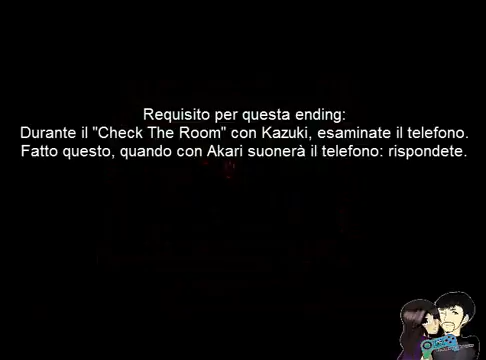 Requisito per questa ending:
Durante il "Check The Room" con Kazuki, esaminate il telefono.
Fatto questo, quando con Akari suonerà il telefono: rispondete.